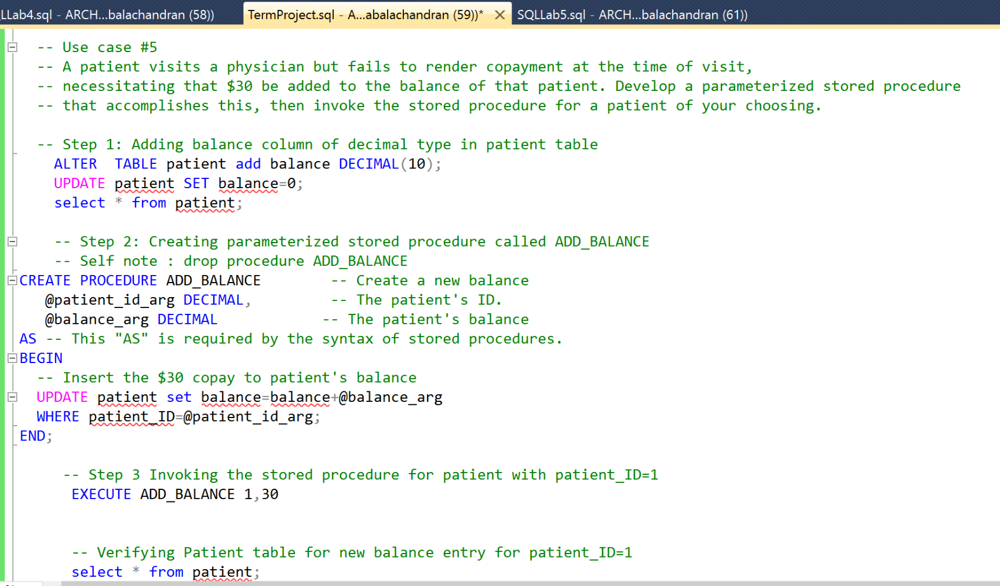 LLab4.sql - ARCH...balachandran (58))
TermProject.sql - A...abalachandran (59))*
SQLLab5.sql - ARCH...balachandran (61))
-- Use case #5
-- A patient visits a physician but fails to render copayment at the time of visit,
-- necessitating that $30 be added to the balance of that patient. Develop a parameterized stored procedure
-- that accomplishes this, then invoke the stored procedure for a patient of your choosing.
-- Step 1: Adding balance column of decimal type in patient table
ALTER  TABLE patient add balance DECIMAL(10);
UPDATE patient SET balance=0;
select * from patient;
-- Step 2: Creating parameterized stored procedure called ADD_BALANCE
-- Self note : drop procedure ADD_BALANCE
CREATE PROCEDURE ADD_BALANCE        -- Create a new balance
@patient_id_arg DECIMAL,         -- The patient's ID.
@balance_arg DECIMAL            -- The patient's balance
AS -- This "AS" is required by the syntax of stored procedures.
BEGIN
-- Insert the $30 copay to patient's balance
UPDATE patient set balance=balance+@balance_arg
WHERE patient_ID=@patient_id_arg;
END;
-- Step 3 Invoking the stored procedure for patient with patient_ID=1
EXECUTE ADD_BALANCE 1,30
-- Verifying Patient table for new balance entry for patient_ID=1
select * from patient;